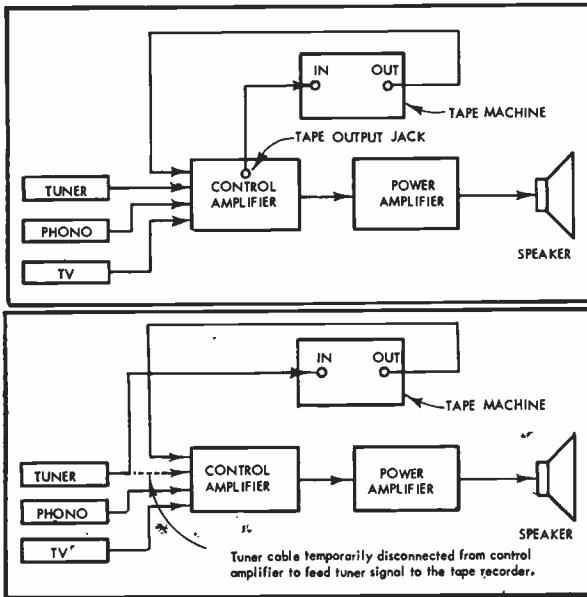 IN OUT
TAPE MACHINE
TAPE OUTPUT JACK
TUNER
CONTROL
AMPLIFIER
POWER
AMPLIFIER
PHONO
TV
SPEAKER
IN OUT
TAPE MACHINE
TUNER
CONTROL
AMPLIFIER
POWER
AMPLIFIER
PHONO
TV
SPEAKER
Tuner cable temporarily disconnected from control
amplifier to feed tuner signal to the tape recorder.